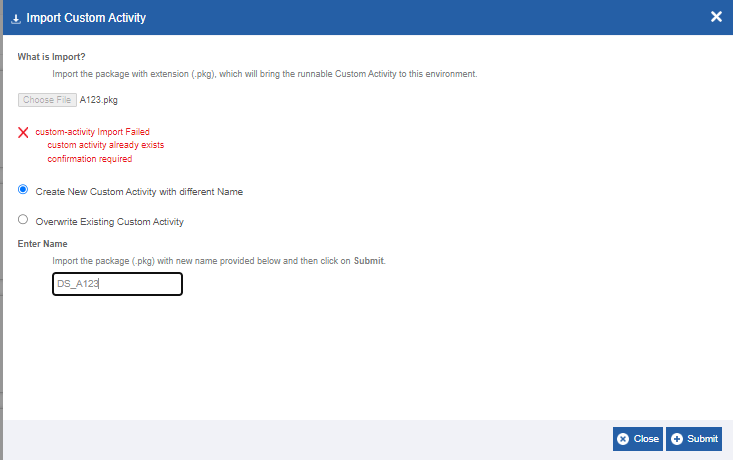 Import Custom Activity
What is Import?
Import the package with extension (.pkg), which will bring the runnable Custom Activity to this environment.
Choose File A123.pkg
custom-activity Import Failed
custom activity already exists
confirmation required
Create New Custom Activity with different Name
Overwrite Existing Custom Activity
Enter Name
Import the package (.pkg) with new name provided below and then click on Submit.
DS_A123
Close Submit